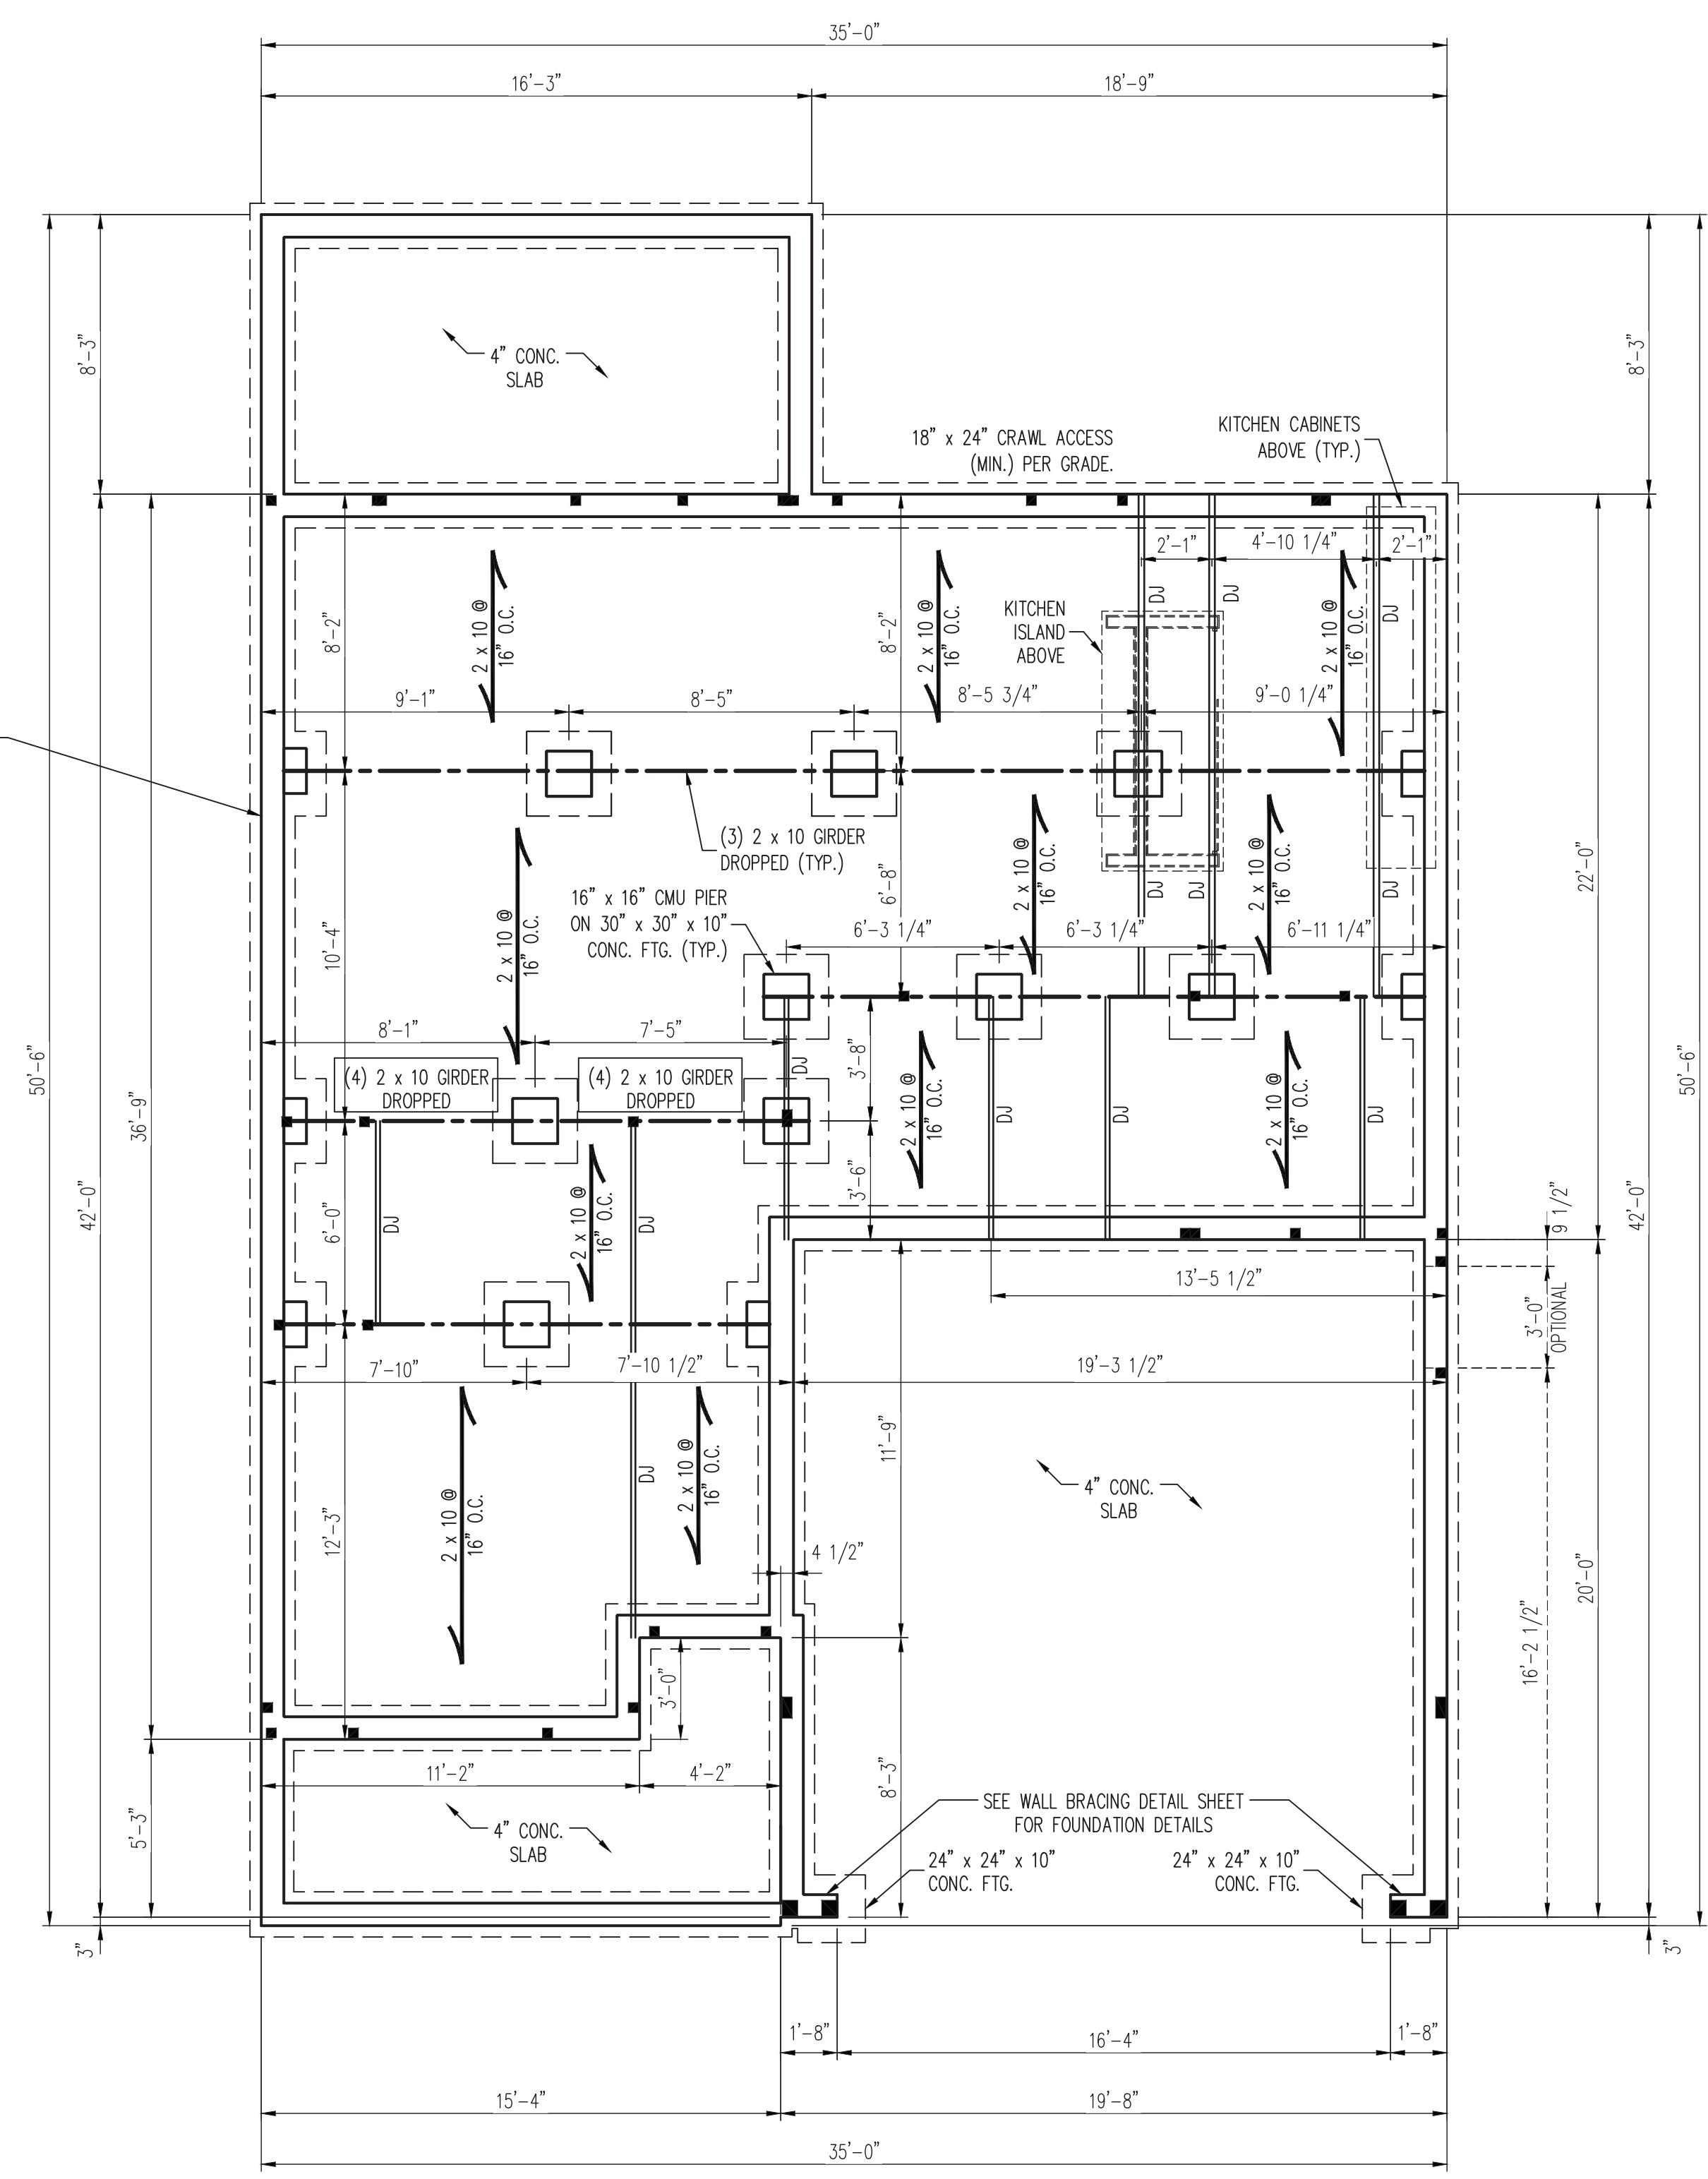 35'-0"
16'-3"
18'-9"
8'-3"
8'-3"
4" CONC.
SLAB
18" x 24" CRAWL ACCESS
(MIN.) PER GRADE.
KITCHEN CABINETS
ABOVE (TYP.)
2'-1"
4'-10 1/4"
2'-1"
DJ
DJ
DJ
2 x 10 @
16" O.C.
2 x 10 @
16" O.C.
2 x 10 @
16" O.C.
8'-2"
8'-2"
KITCHEN
ISLAND
ABOVE
9'-1"
8'-5"
8'-5 3/4"
9'-0 1/4"
(3) 2 x 10 GIRDER
DROPPED (TYP.)
16" x 16" CMU PIER
ON 30" x 30" x 10"
CONC. FTG. (TYP.)
2 x 10 @
16" O.C.
2 x 10 @
16" O.C.
2 x 10 @
16" O.C.
6'-8"
DJ
DJ
DJ
22'-0"
10'-4"
6'-3 1/4"
6'-3 1/4"
6'-11 1/4"
8'-1"
7'-5"
DJ
3'-8"
(4) 2 x 10 GIRDER
DROPPED
(4) 2 x 10 GIRDER
DROPPED
50'-6"
36'-9"
42'-0"
2 x 10 @
16" O.C.
DJ
DJ
2 x 10 @
16" O.C.
DJ
50'-6"
42'-0"
3'-6"
6'-0"
DJ
2 x 10 @
16" O.C.
DJ
9 1/2"
13'-5 1/2"
3'-0"
OPTIONAL
7'-10"
7'-10 1/2"
19'-3 1/2"
11'-9"
12'-3"
2 x 10 @
16" O.C.
DJ
2 x 10 @
16" O.C.
4" CONC.
SLAB
4 1/2"
20'-0"
16'-2 1/2"
3'-0"
11'-2"
4'-2"
8'-3"
5'-3"
4" CONC.
SLAB
SEE WALL BRACING DETAIL SHEET
FOR FOUNDATION DETAILS
24" x 24" x 10"
CONC. FTG.
24" x 24" x 10"
CONC. FTG.
3"
3"
1'-8"
16'-4"
1'-8"
15'-4"
19'-8"
35'-0"